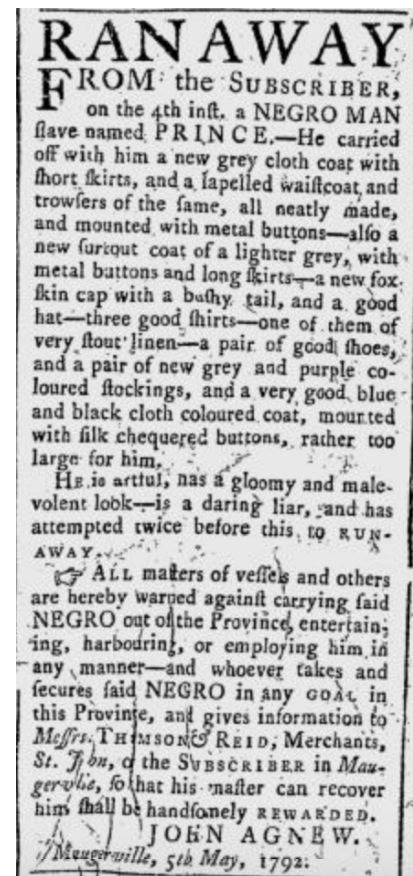 RAN AWAY
FROM the SUBSCRIBER,
on the 4th inſt. a NEGRO MAN
ſlave named PRINCE.—He carried
off with him a new grey cloth coat with
ſhort ſkirts, and a lapelled waiſtcoat and
trowſers of the ſame, all neatly made,
and mounted with metal buttons—alſo a
new ſurtout coat of a lighter grey, with
metal buttons and long ſkirts—a new fox
ſkin cap with a buſhy tail, and a good
hat—three good ſhirts—one of them of
very ſtout linen—a pair of good ſhoes,
and a pair of new grey and purple co-
loured ſtockings, and a very good blue
and black cloth coloured coat, mounted
with ſilk chequered buttons, rather too
large for him.
HE is artful, has a gloomy and male-
volent look—is a daring liar, and has
attempted twice before this to RUN-
AWAY.
☞ ALL maſters of veſſels and others
are hereby warned againſt carrying ſaid
NEGRO out of the Province, entertain-
ing, harbouring, or employing him in
any manner—and whoever takes and
ſecures ſaid NEGRO in any GOAL in
this Province, and gives information to
Meſſrs. THOMSON & REID, Merchants,
St. John, or the SUBSCRIBER in Mau-
gerville, ſo that his maſter can recover
him ſhall be handſomely REWARDED.
JOHN AGNEW.
Maugerville, 5th May, 1792.